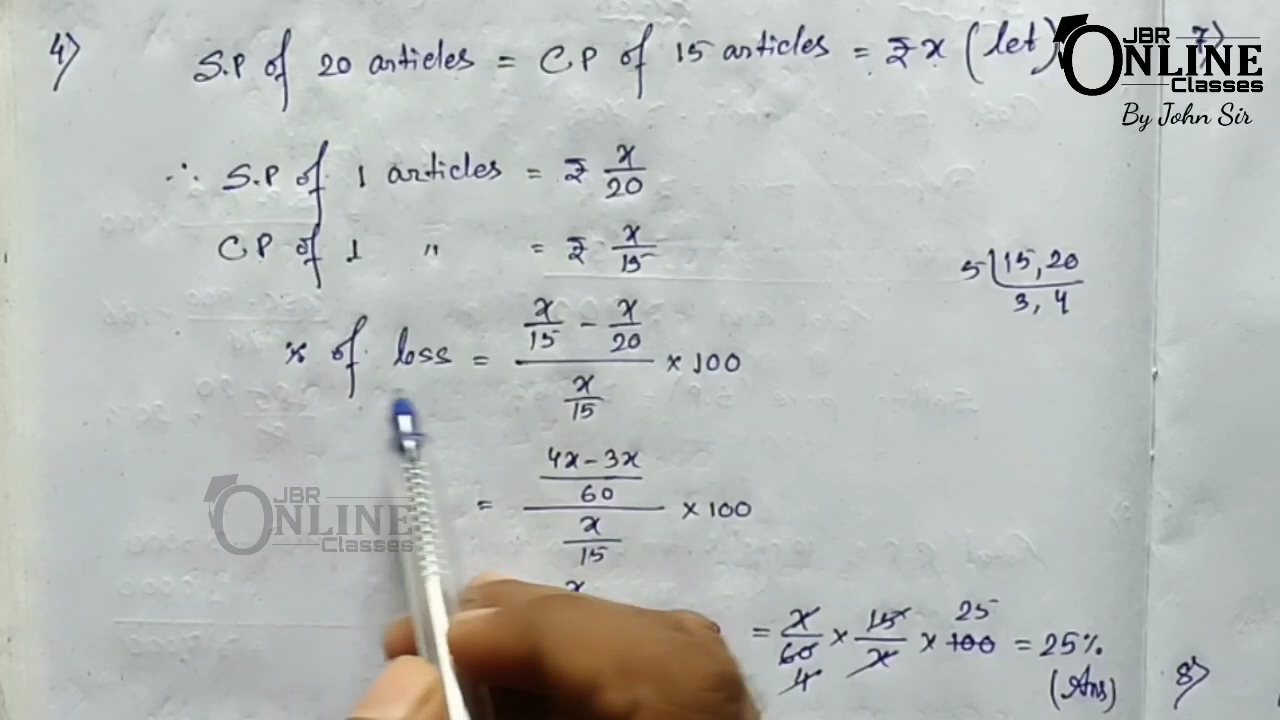 4) S.P of 20 articles = C.P of 15 articles = ₹ x (let)
7)
JBR
ONLINE
Classes
By John Sir
∴ S.P of 1 articles = ₹ x/20
C.P of 1 〃 = ₹ x/15
5 | 15, 20
3, 4
% of loss = (x/15 - x/20) / (x/15) × 100
= ((4x - 3x)/60) / (x/15) × 100
JBR
ONLINE
Classes
x
= x/60 × 15/x × 100 = 25%
4 25
(Ans)
8)